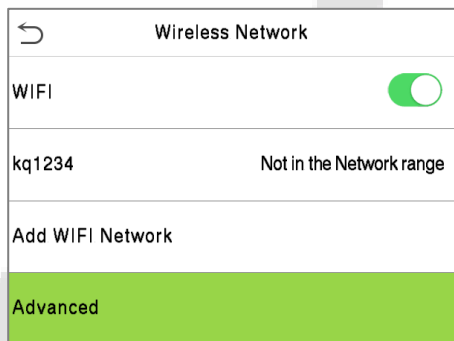 Wireless Network
WIFI
kq1234 Not in the Network range
Add WIFI Network
Advanced